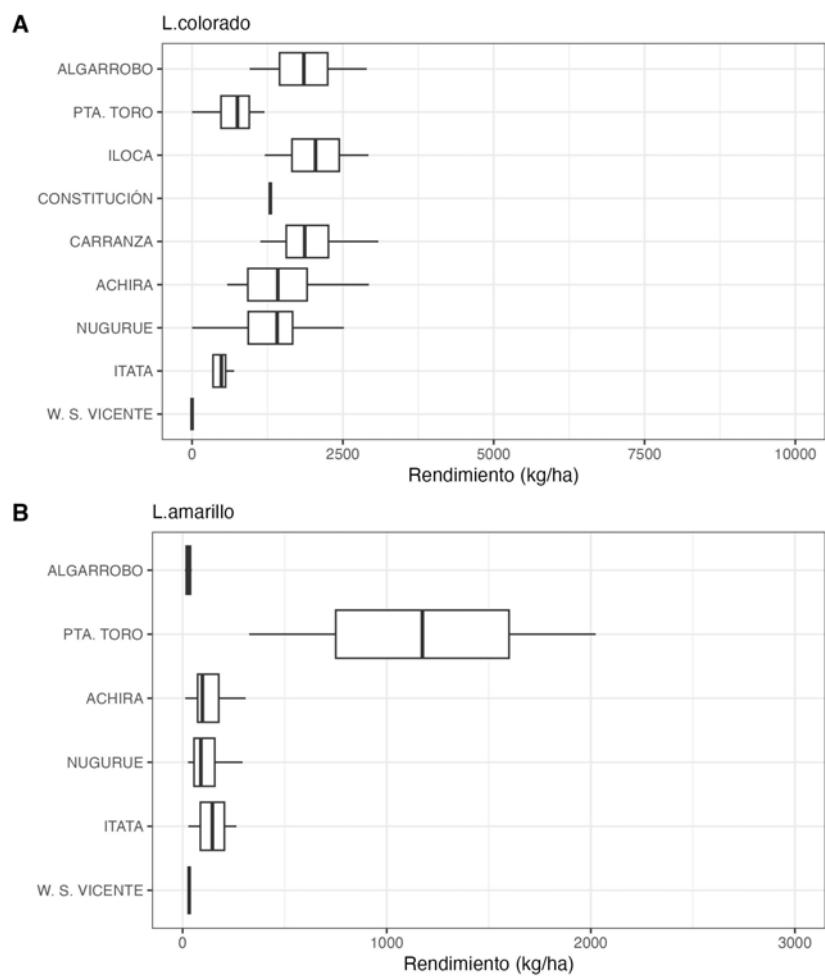 A
L.colorado
ALGARROBO
PTA. TORO
ILOCA
CONSTITUCIÓN
CARRANZA
ACHIRA
NUGURUE
ITATA
W. S. VICENTE
0 2500 5000 7500 10000
Rendimiento (kg/ha)
B
L.amarillo
ALGARROBO
PTA. TORO
ACHIRA
NUGURUE
ITATA
W. S. VICENTE
0 1000 2000 3000
Rendimiento (kg/ha)